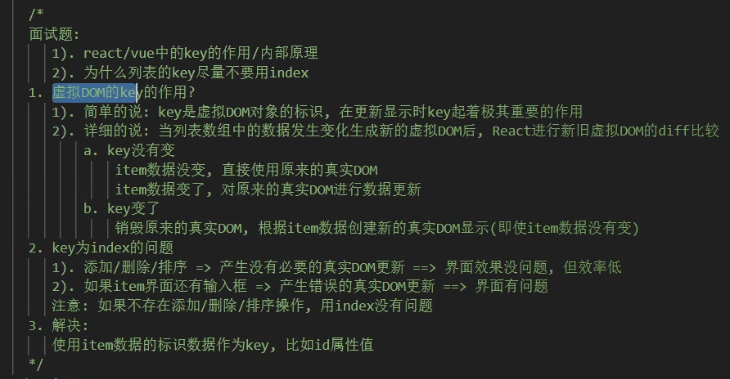 /*
面试题:
1). react/vue中的key的作用/内部原理
2). 为什么列表的key尽量不要用index
1. 虚拟DOM的key的作用?
1). 简单的说: key是虚拟DOM对象的标识, 在更新显示时key起着极其重要的作用
2). 详细的说: 当列表数组中的数据发生变化生成新的虚拟DOM后, React进行新旧虚拟DOM的diff比较
a. key没有变
item数据没变, 直接使用原来的真实DOM
item数据变了, 对原来的真实DOM进行数据更新
b. key变了
销毁原来的真实DOM, 根据item数据创建新的真实DOM显示(即使item数据没有变)
2. key为index的问题
1). 添加/删除/排序 => 产生没有必要的真实DOM更新 ==> 界面效果没问题, 但效率低
2). 如果item界面还有输入框 => 产生错误的真实DOM更新 ==> 界面有问题
注意: 如果不存在添加/删除/排序操作, 用index没有问题
3. 解决:
使用item数据的标识数据作为key, 比如id属性值
*/